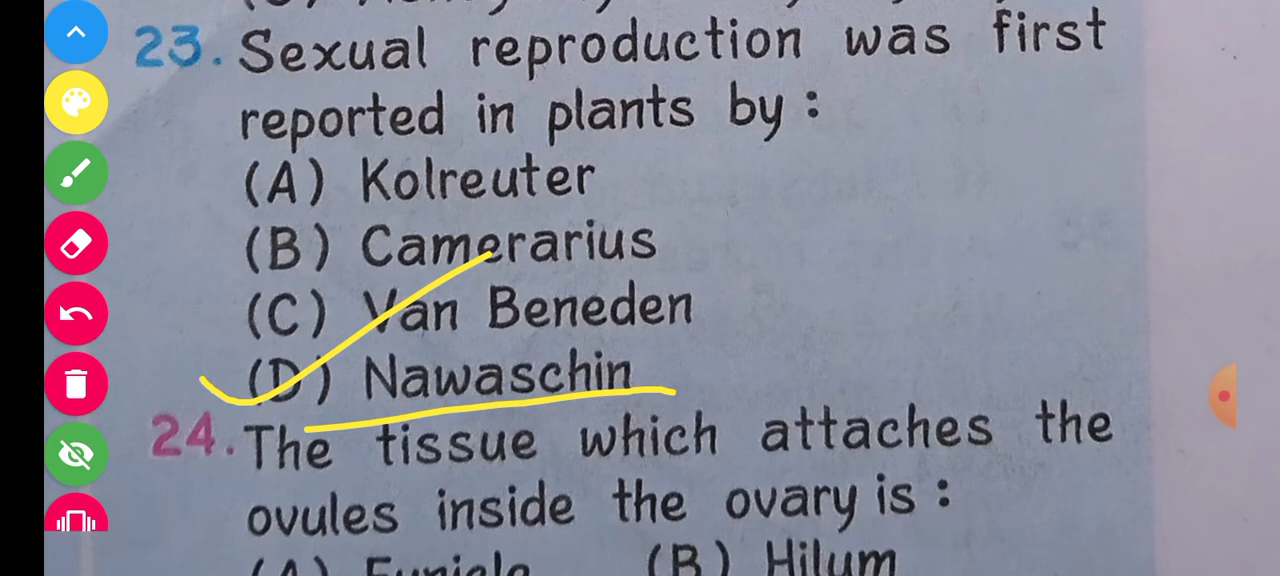 23. Sexual reproduction was first
reported in plants by :
(A) Kolreuter
(B) Camerarius
(C) Van Beneden
(D) Nawaschin
24. The tissue which attaches the
ovules inside the ovary is :
(B) Hilum